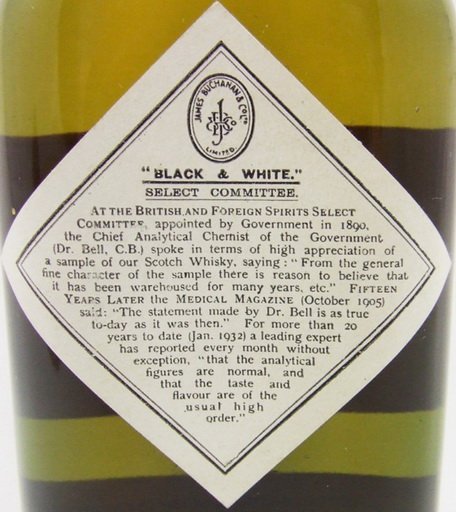 JAMES BUCHANAN & Co Ltd
LIMITED.
"BLACK & WHITE."
SELECT COMMITTEE.
AT THE BRITISH AND FOREIGN SPIRITS SELECT
COMMITTEE, appointed by Government in 1890,
the Chief Analytical Chemist of the Government
(Dr. Bell, C.B.) spoke in terms of high appreciation of
a sample of our Scotch Whisky, saying: "From the general
fine character of the sample there is reason to believe that
it has been warehoused for many years, etc." FIFTEEN
YEARS LATER the MEDICAL MAGAZINE (October 1905)
said: "The statement made by Dr. Bell is as true
to-day as it was then." For more than 20
years to date (Jan. 1932) a leading expert
has reported every month without
exception, "that the analytical
figures are normal, and
that the taste and
flavour are of the
usual high
order."